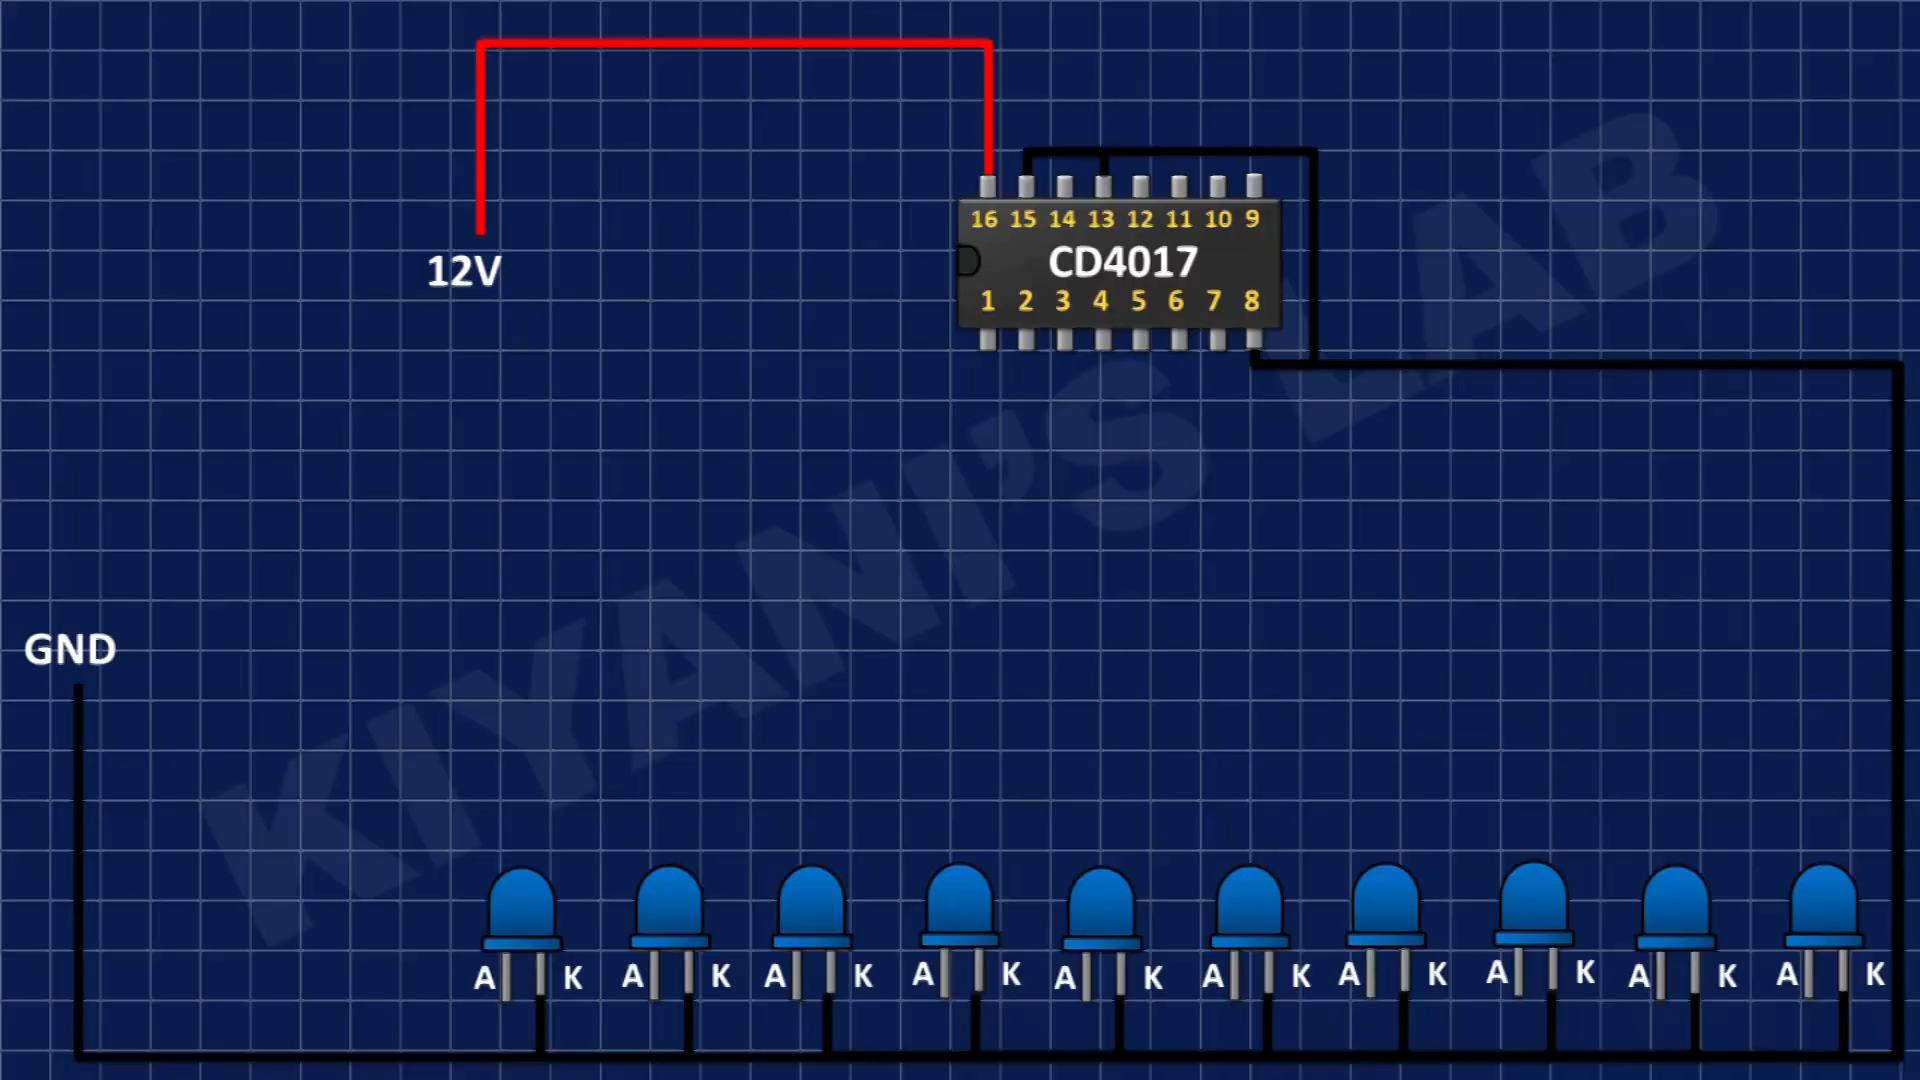 16 15 14 13 12 11 10 9
CD4017
1 2 3 4 5 6 7 8
12V
KIYANI'S LAB
GND
A K A K A K A K A K A K A K A K A K A K